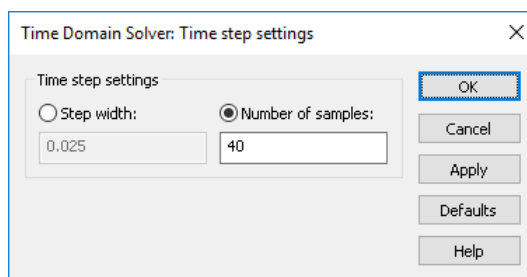 Time Domain Solver: Time step settings
Time step settings
Step width:
Number of samples:
0.025
40
OK
Cancel
Apply
Defaults
Help